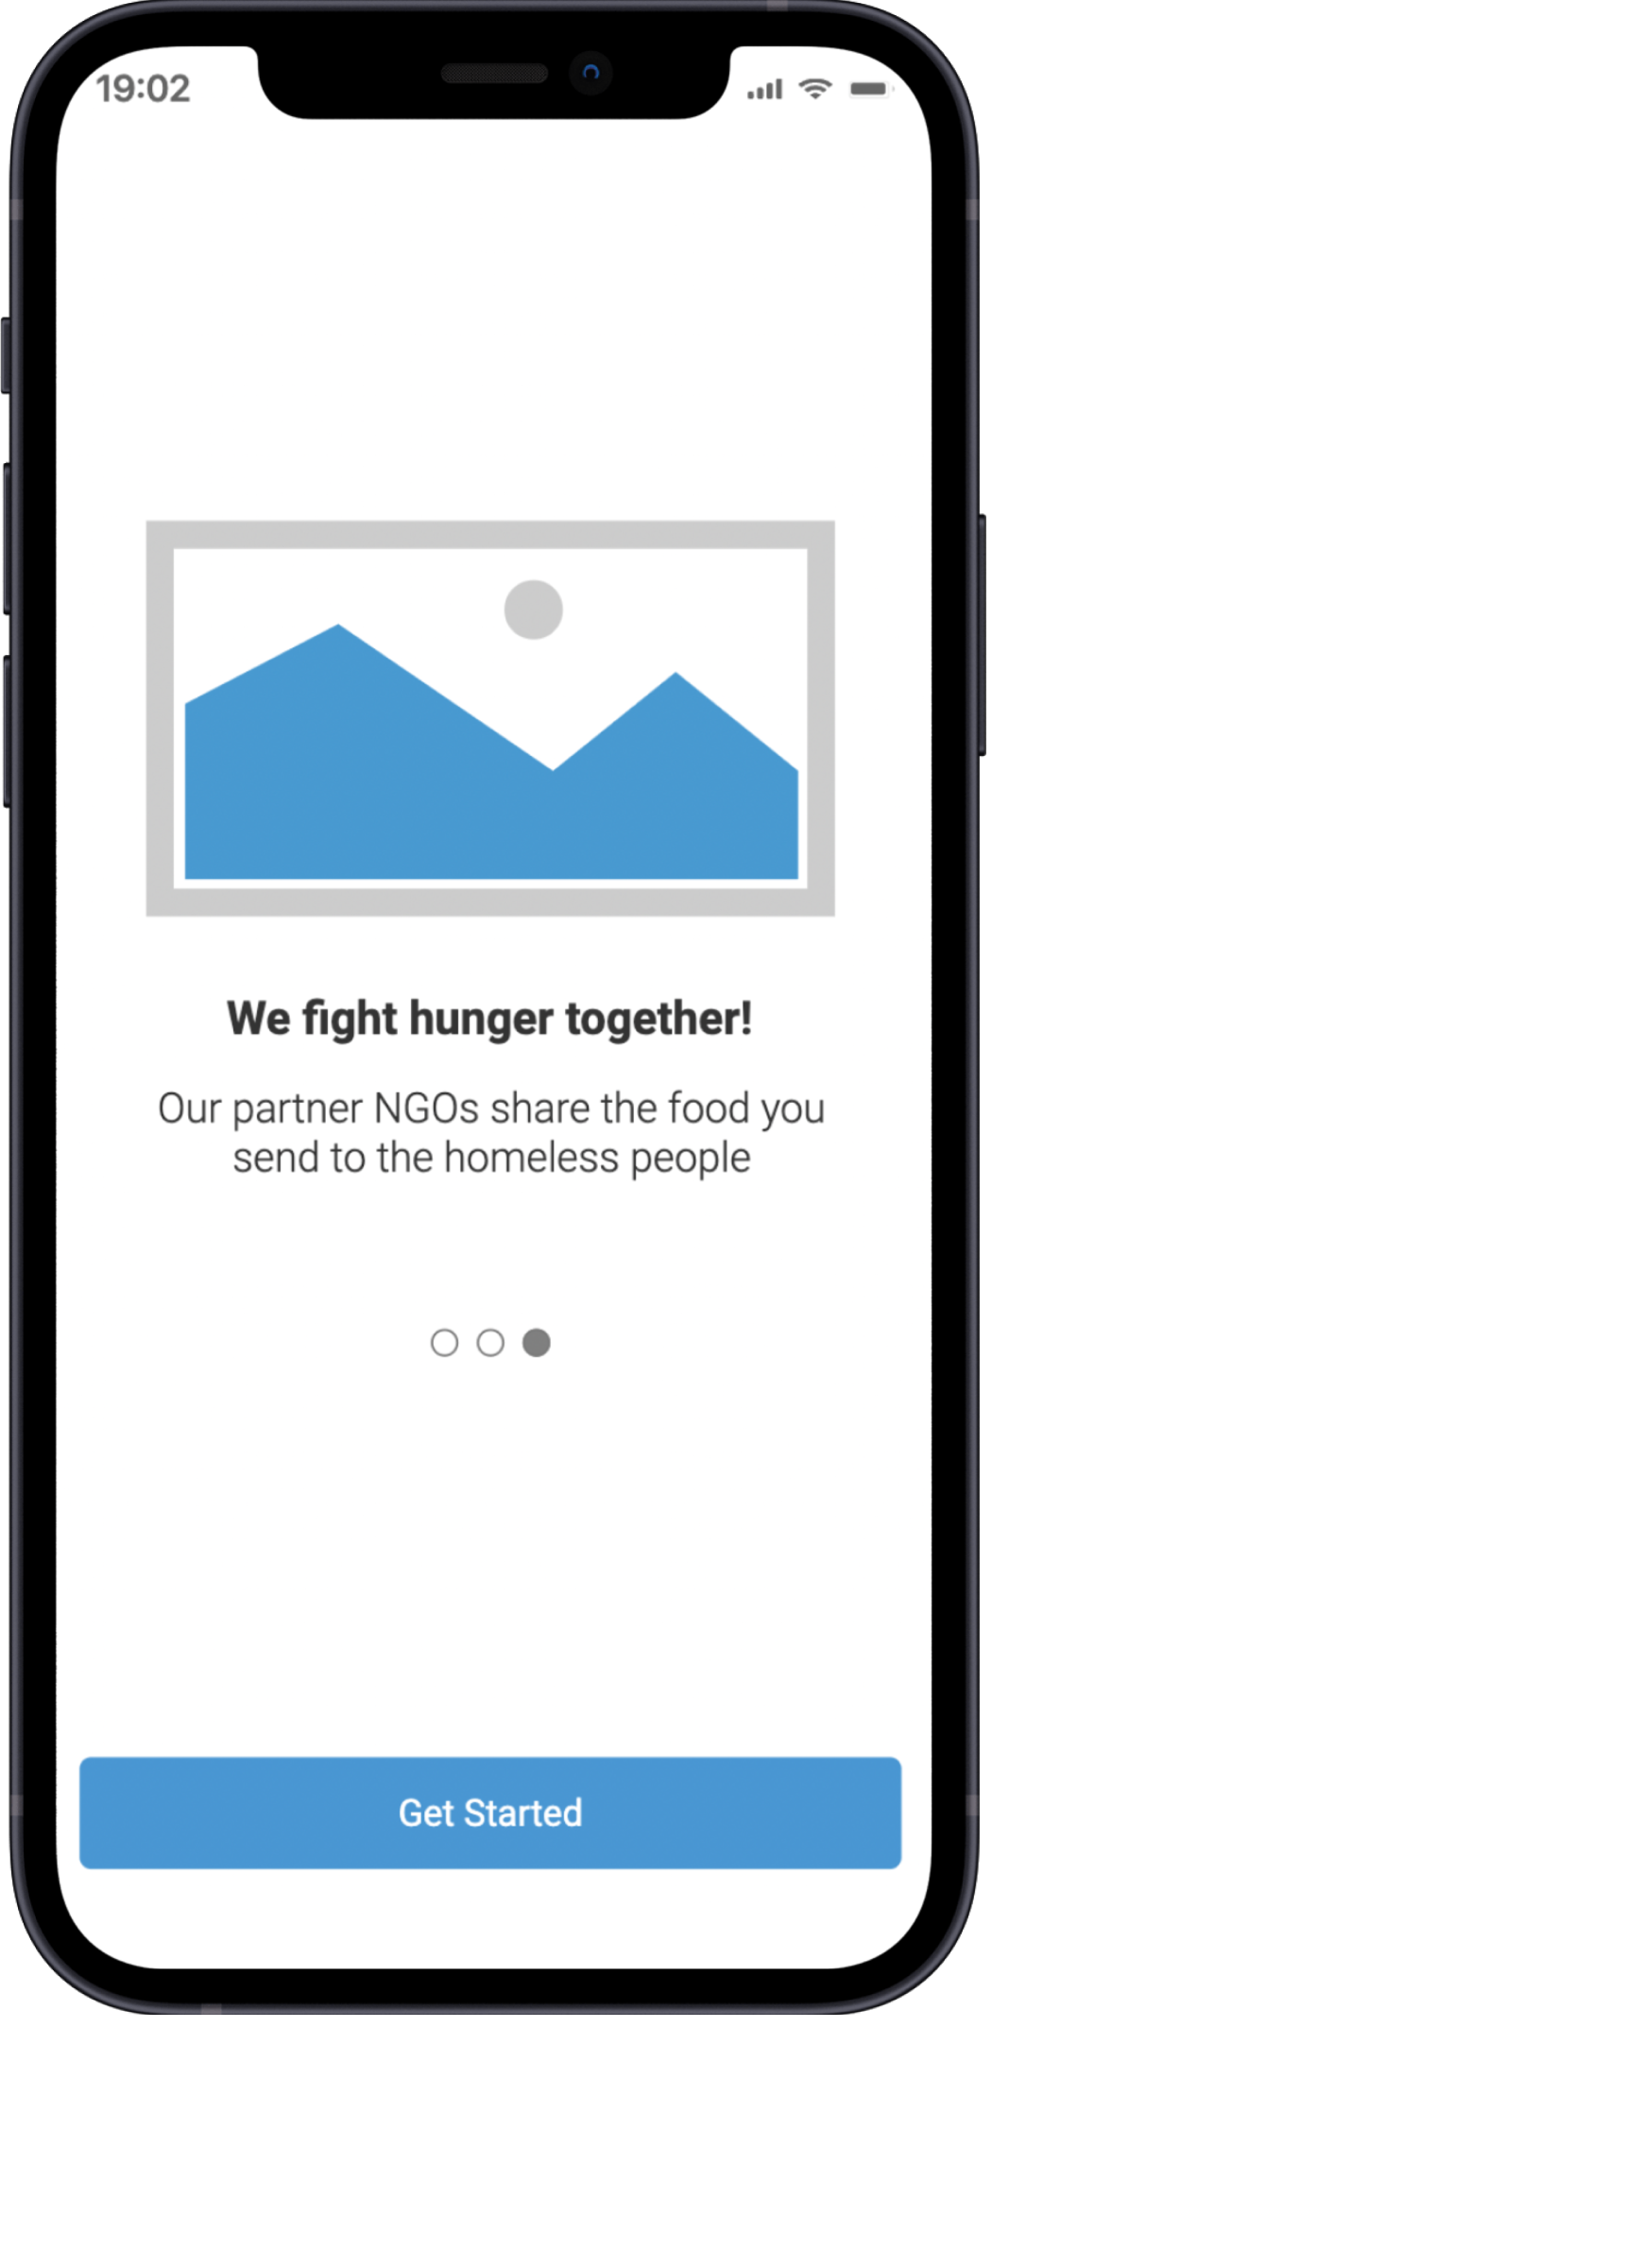 19:02
We fight hunger together!
Our partner NGOs share the food you
send to the homeless people
Get Started